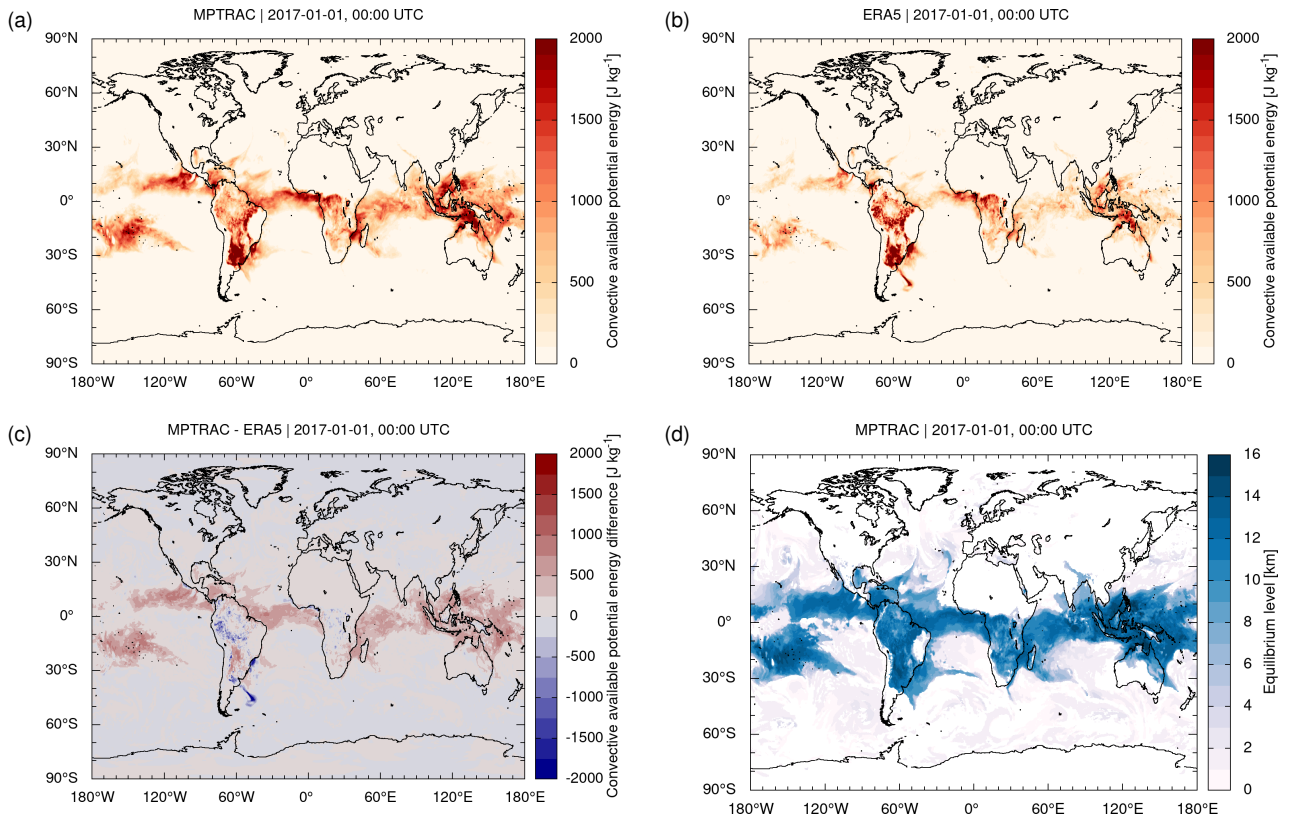 (a)
MPTRAC | 2017-01-01, 00:00 UTC
90°N
60°N
30°N
0°
30°S
60°S
90°S
180°W 120°W 60°W 0° 60°E 120°E 180°E
2000
1500
1000
500
0
Convective available potential energy [J kg⁻¹]
(b)
ERA5 | 2017-01-01, 00:00 UTC
90°N
60°N
30°N
0°
30°S
60°S
90°S
180°W 120°W 60°W 0° 60°E 120°E 180°E
2000
1500
1000
500
0
Convective available potential energy [J kg⁻¹]
(c)
MPTRAC - ERA5 | 2017-01-01, 00:00 UTC
90°N
60°N
30°N
0°
30°S
60°S
90°S
180°W 120°W 60°W 0° 60°E 120°E 180°E
2000
1500
1000
500
0
-500
-1000
-1500
-2000
Convective available potential energy difference [J kg⁻¹]
(d)
MPTRAC | 2017-01-01, 00:00 UTC
90°N
60°N
30°N
0°
30°S
60°S
90°S
180°W 120°W 60°W 0° 60°E 120°E 180°E
16
14
12
10
8
6
4
2
0
Equilibrium level [km]